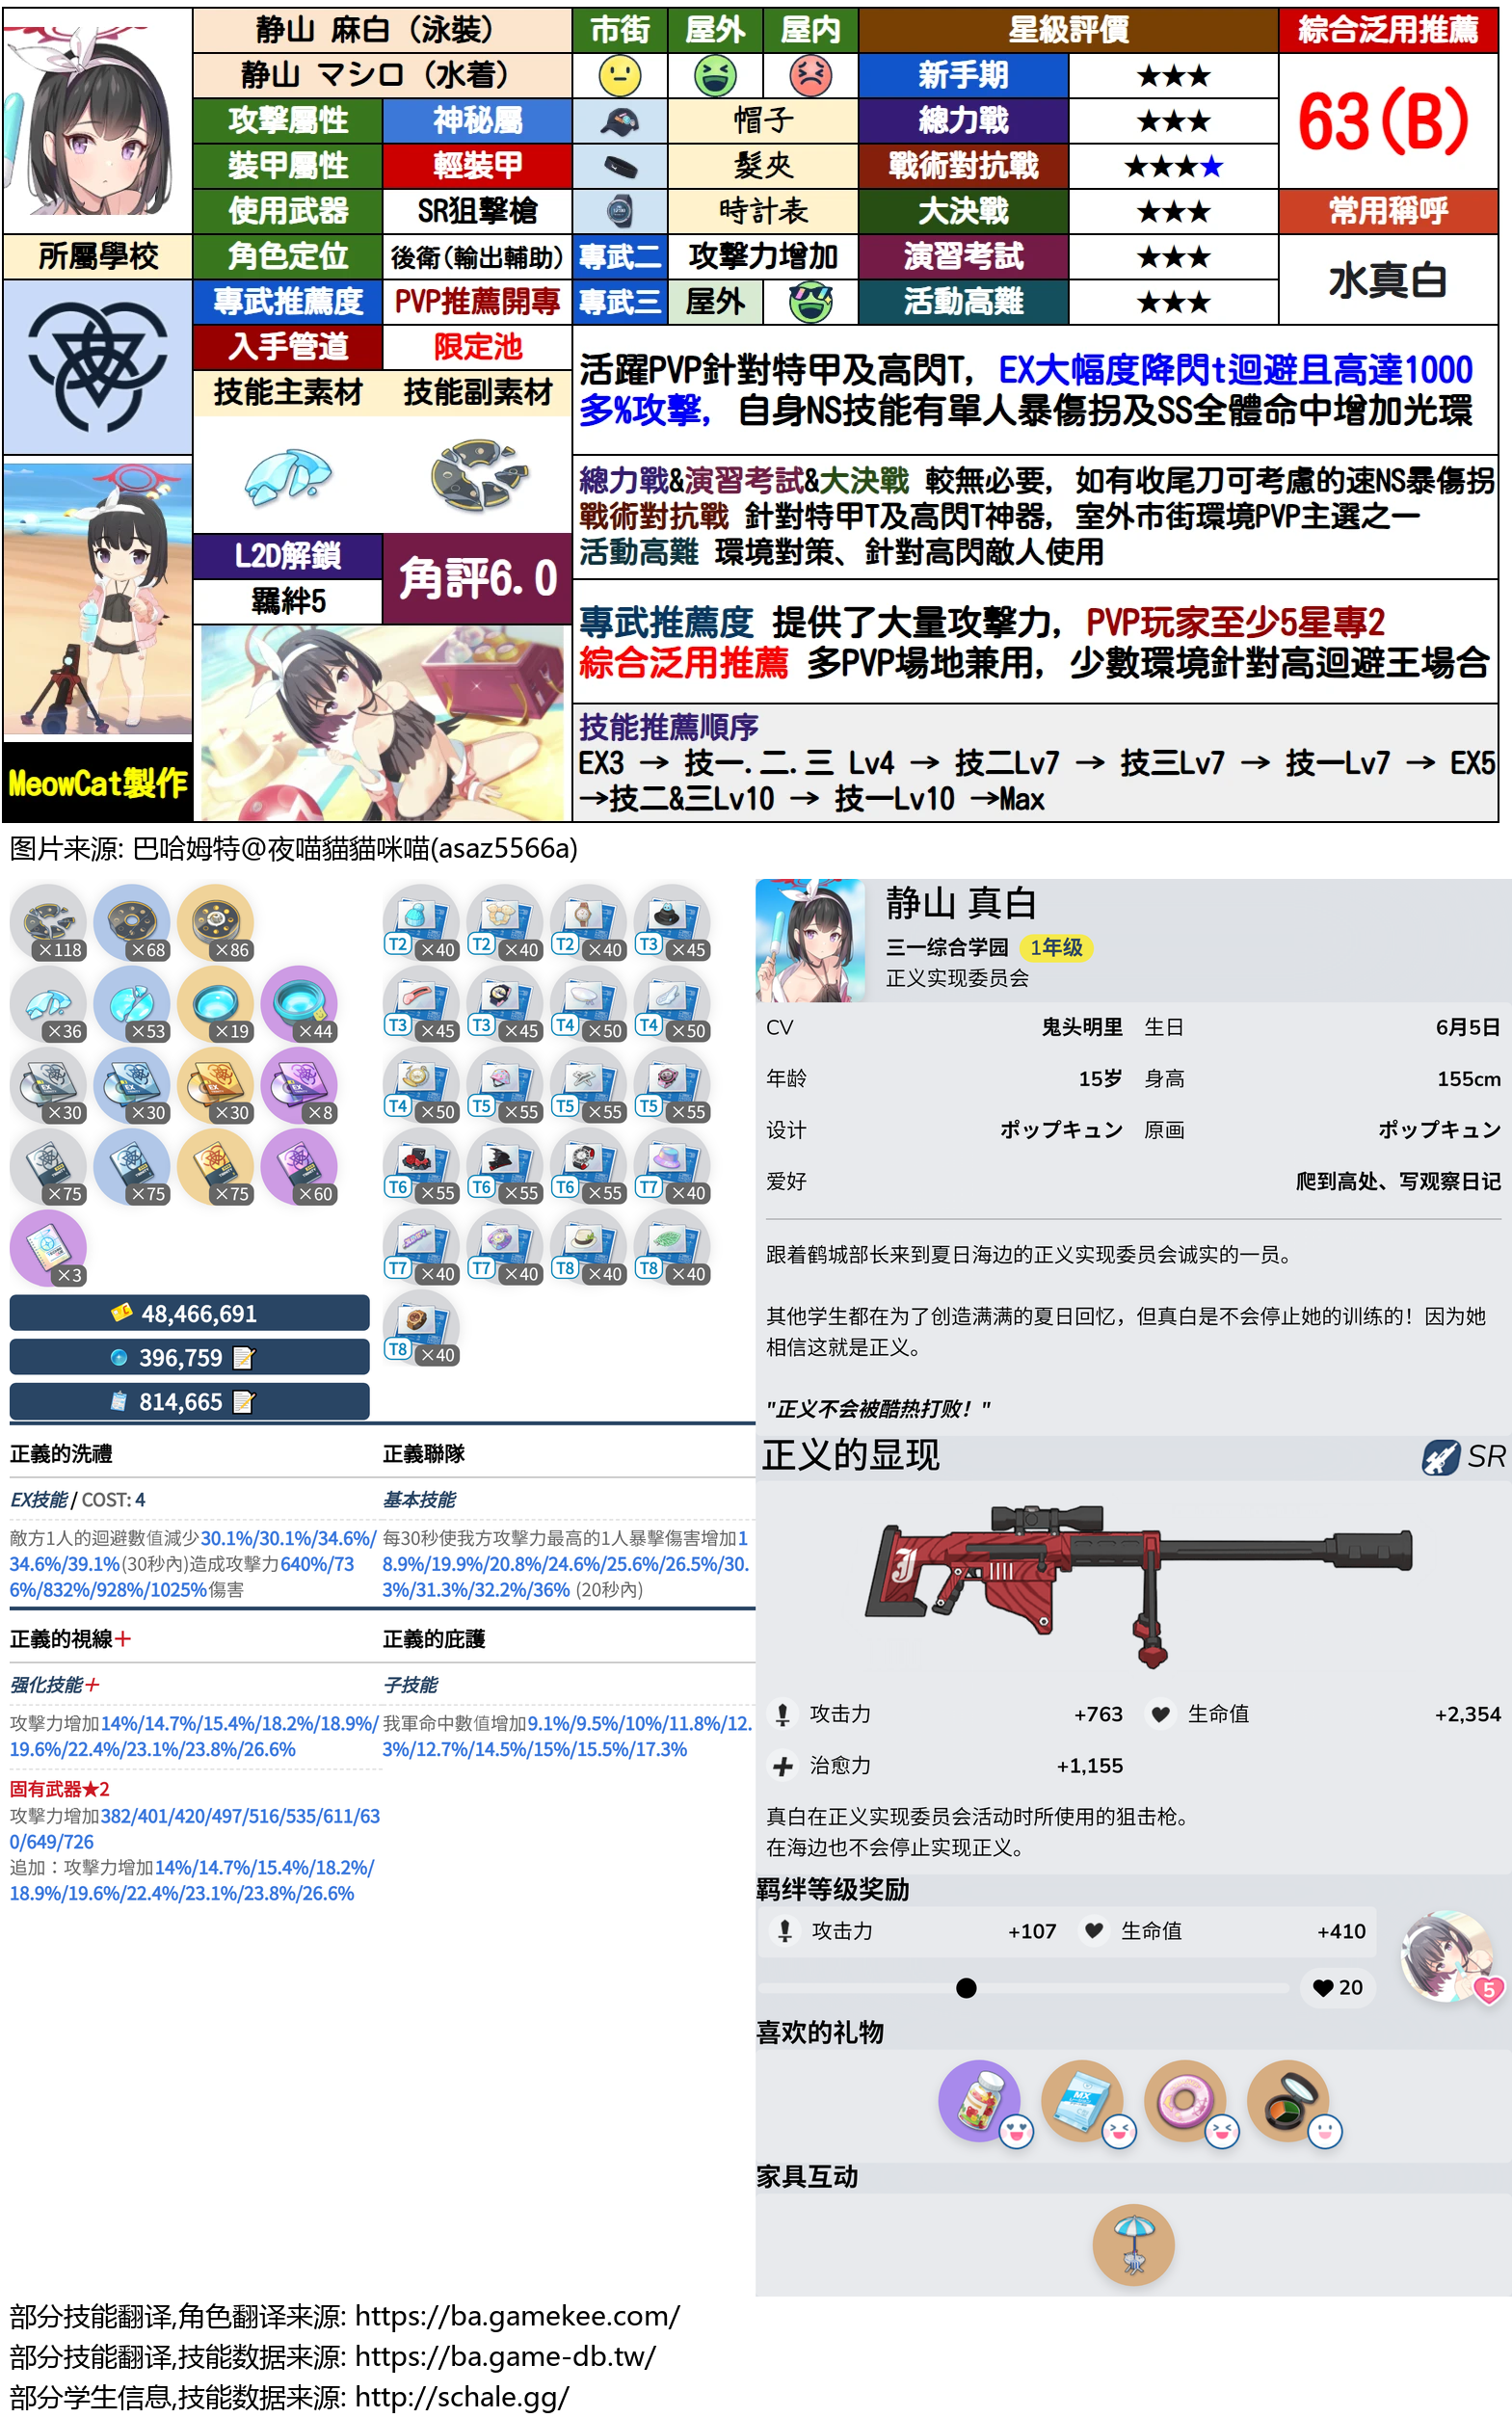 静山 麻白（泳裝）
静山 マシロ（水着）
市街 屋外 屋内
星級評價
綜合泛用推薦
新手期 ★★★
63(B)
攻擊屬性 神秘屬
帽子
總力戰 ★★★
裝甲屬性 輕裝甲
髮夾
戰術對抗戰 ★★★★
使用武器 SR狙擊槍
時計表
大決戰 ★★★
常用稱呼
所屬學校
角色定位 後衛(輸出輔助)
專武二 攻擊力增加
演習考試 ★★★
水真白
專武推薦度 PVP推薦開專
專武三 屋外
活動高難 ★★★
入手管道 限定池
技能主素材 技能副素材
活躍PVP針對特甲及高閃T, EX大幅度降閃t迴避且高達1000
多%攻擊, 自身NS技能有單人暴傷拐及SS全體命中增加光環
總力戰&演習考試&大決戰 較無必要, 如有收尾刀可考慮的速NS暴傷拐
戰術對抗戰 針對特甲T及高閃T神器, 室外市街環境PVP主選之一
活動高難 環境對策、針對高閃敵人使用
L2D解鎖
角評6.0
羈絆5
專武推薦度 提供了大量攻擊力, PVP玩家至少5星專2
綜合泛用推薦 多PVP場地兼用, 少數環境針對高迴避王場合
技能推薦順序
EX3 → 技一.二.三 Lv4 → 技二Lv7 → 技三Lv7 → 技一Lv7 → EX5
→技二&三Lv10 → 技一Lv10 →Max
MeowCat製作
图片来源: 巴哈姆特@夜喵貓貓咪喵(asaz5566a)
×118 ×68 ×86
×36 ×53 ×19 ×44
×30 ×30 ×30 ×8
EX EX EX EX
×75 ×75 ×75 ×60
×3
48,466,691
396,759
814,665
T2 ×40 T2 ×40 T2 ×40 T3 ×45
T3 ×45 T3 ×45 T4 ×50 T4 ×50
T4 ×50 T5 ×55 T5 ×55 T5 ×55
T6 ×55 T6 ×55 T6 ×55 T7 ×40
T7 ×40 T7 ×40 T8 ×40 T8 ×40
T8 ×40
正義的洗禮
EX技能 / COST: 4
敵方1人的迴避數值減少30.1%/30.1%/34.6%/
34.6%/39.1%(30秒內)造成攻擊力640%/73
6%/832%/928%/1025%傷害
正義聯隊
基本技能
每30秒使我方攻擊力最高的1人暴擊傷害增加1
8.9%/19.9%/20.8%/24.6%/25.6%/26.5%/30.
3%/31.3%/32.2%/36% (20秒內)
正義的視線+
强化技能+
攻擊力增加14%/14.7%/15.4%/18.2%/18.9%/
19.6%/22.4%/23.1%/23.8%/26.6%
固有武器★2
攻擊力增加382/401/420/497/516/535/611/63
0/649/726
追加：攻擊力增加14%/14.7%/15.4%/18.2%/
18.9%/19.6%/22.4%/23.1%/23.8%/26.6%
正義的庇護
子技能
我軍命中數值增加9.1%/9.5%/10%/11.8%/12.
3%/12.7%/14.5%/15%/15.5%/17.3%
静山 真白
三一综合学园 1年级
正义实现委员会
CV 鬼头明里 生日 6月5日
年龄 15岁 身高 155cm
设计 ポップキュン 原画 ポップキュン
爱好 爬到高处、写观察日记
跟着鹤城部长来到夏日海边的正义实现委员会诚实的一员。
其他学生都在为了创造满满的夏日回忆，但真白是不会停止她的训练的！因为她
相信这就是正义。
"正义不会被酷热打败！"
正义的显现
SR
攻击力 +763 生命值 +2,354
治愈力 +1,155
真白在正义实现委员会活动时所使用的狙击枪。
在海边也不会停止实现正义。
羁绊等级奖励
攻击力 +107 生命值 +410
20
5
喜欢的礼物
MX
家具互动
部分技能翻译,角色翻译来源: https://ba.gamekee.com/
部分技能翻译,技能数据来源: https://ba.game-db.tw/
部分学生信息,技能数据来源: http://schale.gg/